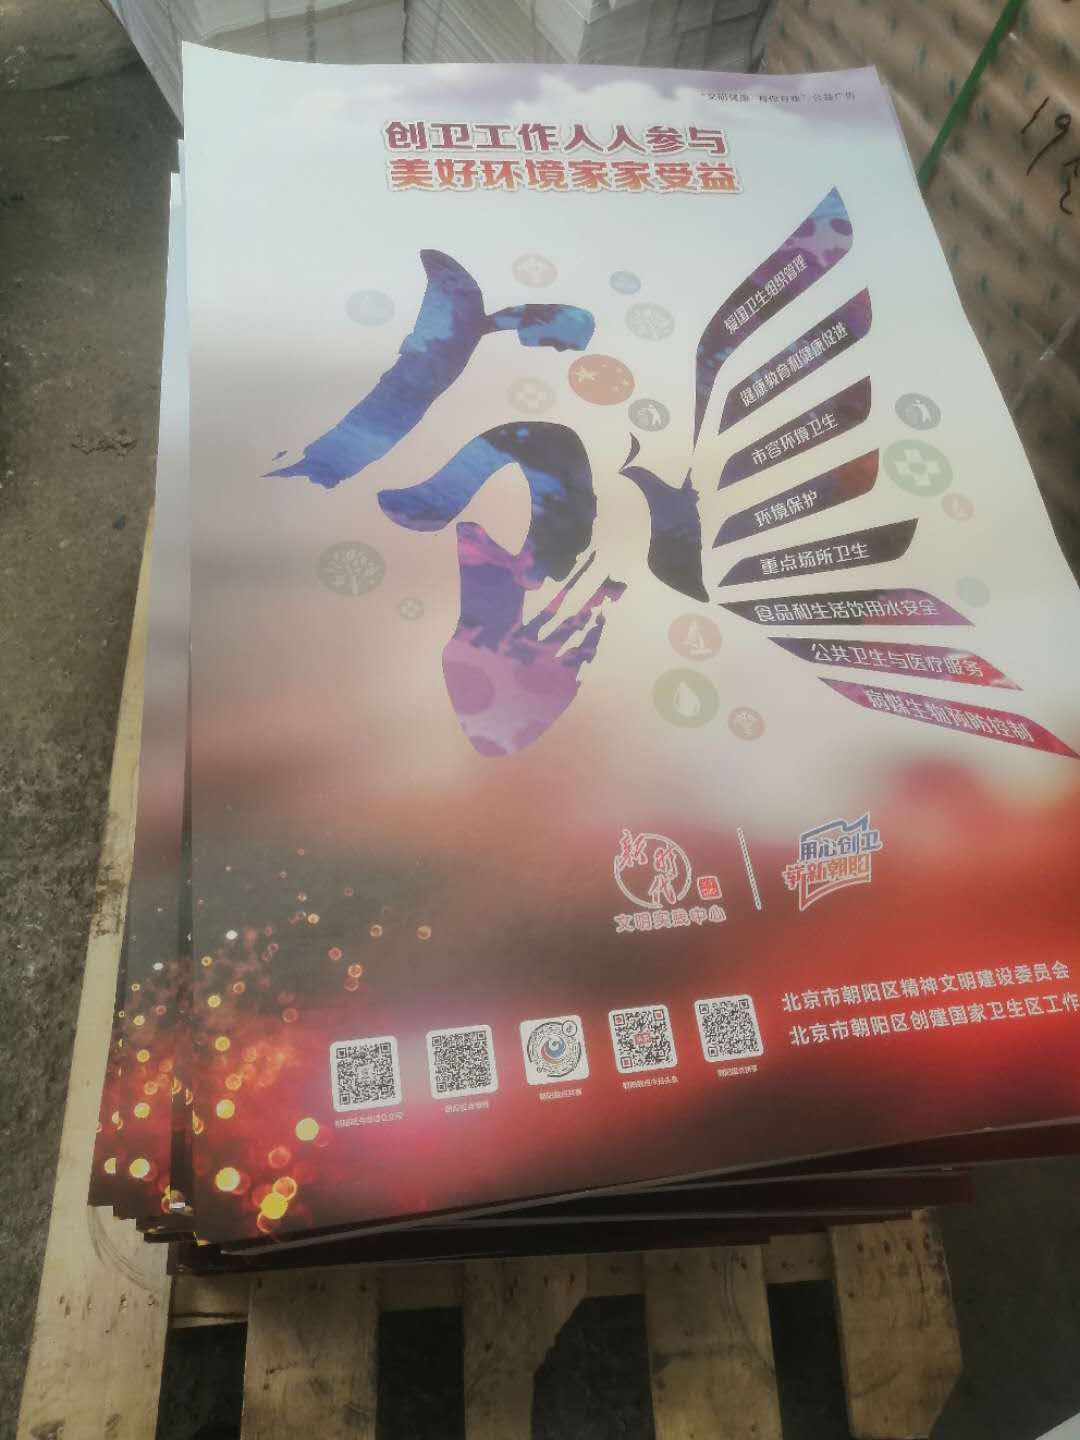 "文明健康 有你有我" 公益广告
创卫工作人人参与
美好环境家家受益
爱国卫生组织管理
健康教育和健康促进
市容环境卫生
环境保护
重点场所卫生
食品和生活饮用水安全
公共卫生与医疗服务
病媒生物预防控制
新时代
文明实践中心
用心创卫
崭新朝阳
北京市朝阳区精神文明建设委员会
北京市朝阳区创建国家卫生区工作
19